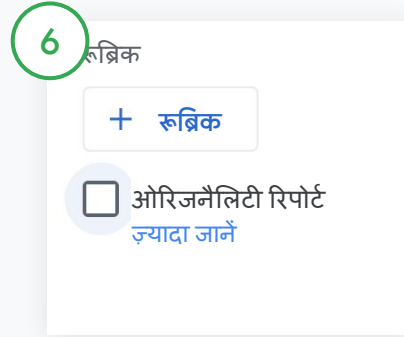 6
रूब्रिक
+ रूब्रिक
ओरिजनैलिटी रिपोर्ट
ज़्यादा जानें